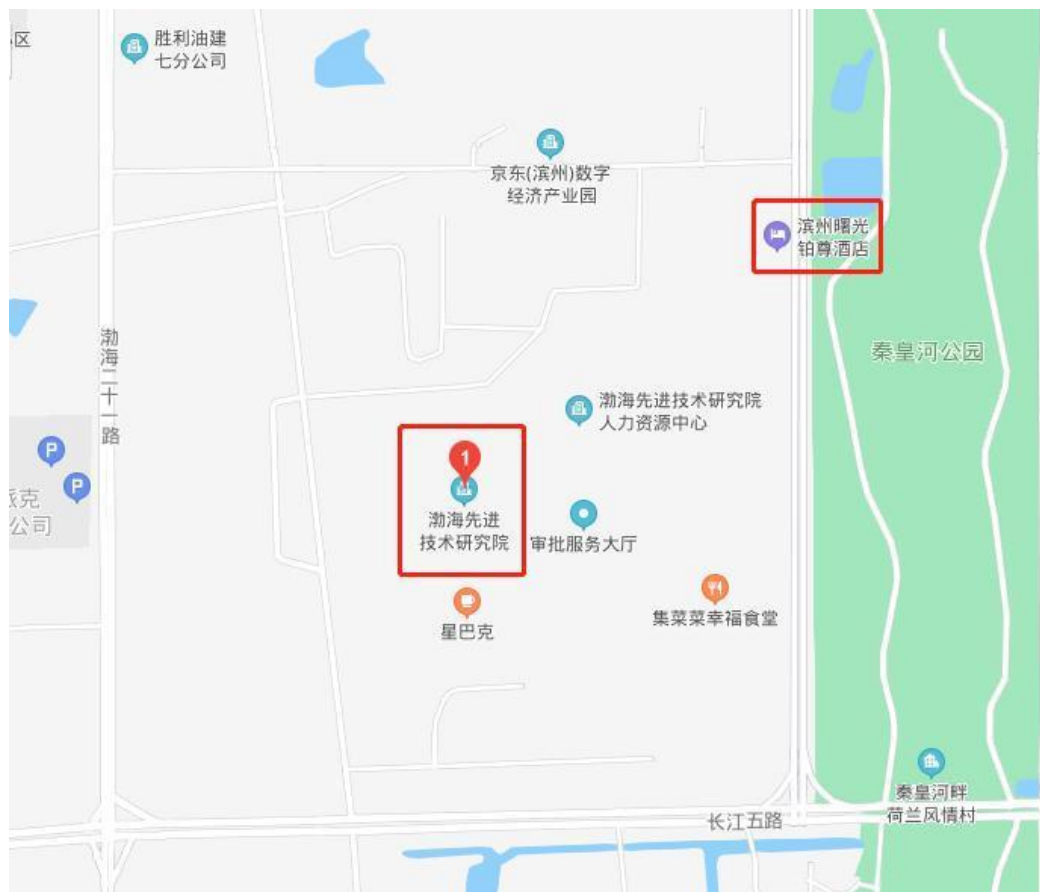 区
胜利油建
七分公司
京东(滨州)数字
经济产业园
滨州曙光
铂尊酒店
渤海二十一路
秦皇河公园
渤海先进技术研究院
人力资源中心
P
1
P
克
公司
渤海先进
技术研究院
审批服务大厅
集菜菜幸福食堂
星巴克
秦皇河畔
荷兰风情村
长江五路